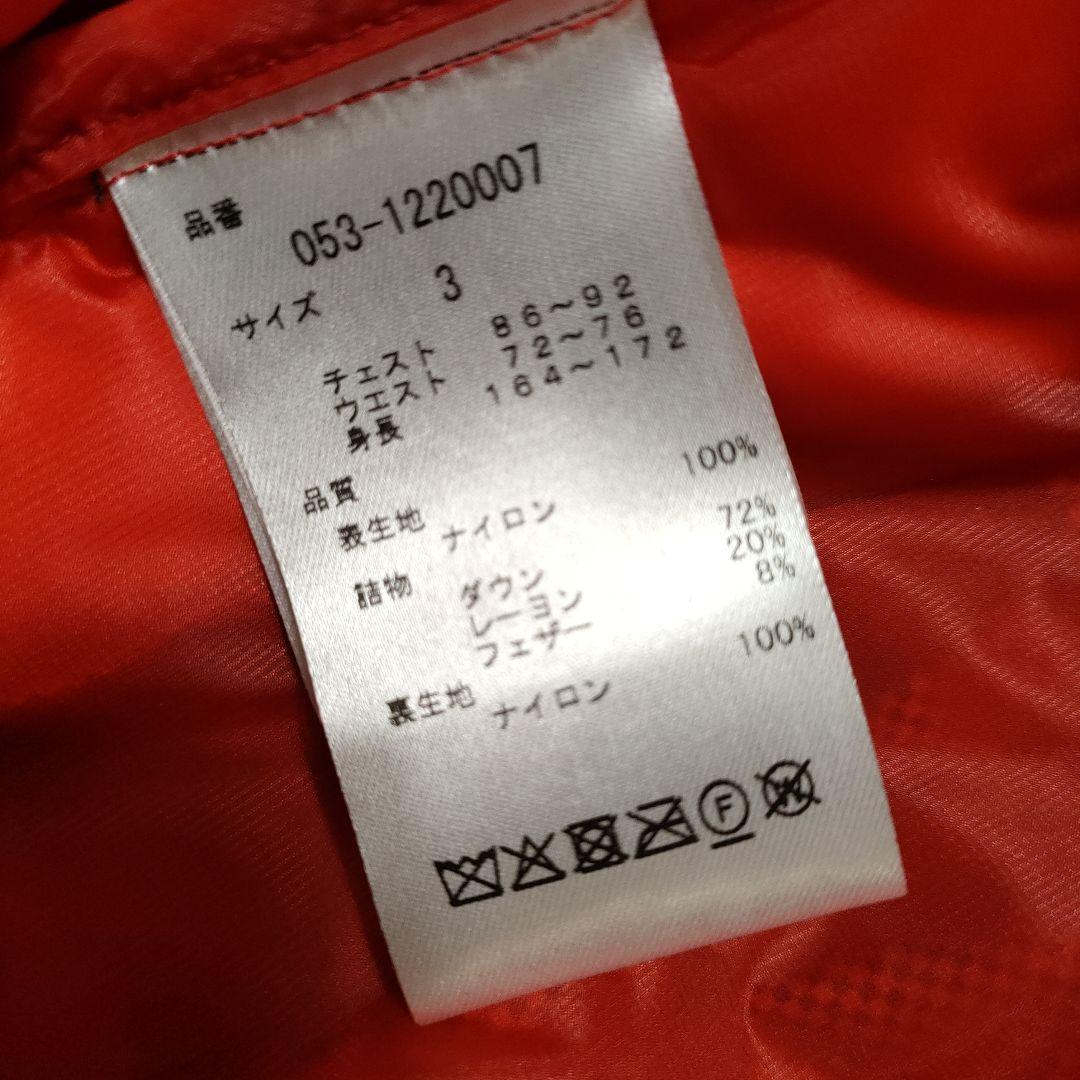 品番 053-1220007
サイズ 3
チェスト 86～92
ウエスト 72～76
身長 164～172
品質
表生地 ナイロン 100%
詰物 ダウン 72%
レーヨン 20%
フェザー 8%
裏生地 ナイロン 100%
F W